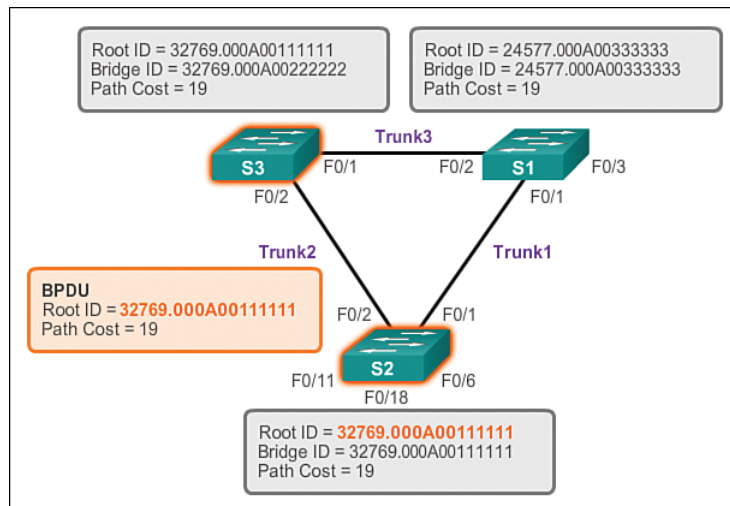 Root ID = 32769.000A00111111
Bridge ID = 32769.000A00222222
Path Cost = 19
Root ID = 24577.000A00333333
Bridge ID = 24577.000A00333333
Path Cost = 19
Trunk3
S3
F0/1
F0/2
S1
F0/3
F0/2
F0/1
Trunk2
Trunk1
BPDU
Root ID = 32769.000A00111111
Path Cost = 19
F0/2
F0/1
S2
F0/11
F0/6
F0/18
Root ID = 32769.000A00111111
Bridge ID = 32769.000A00111111
Path Cost = 19